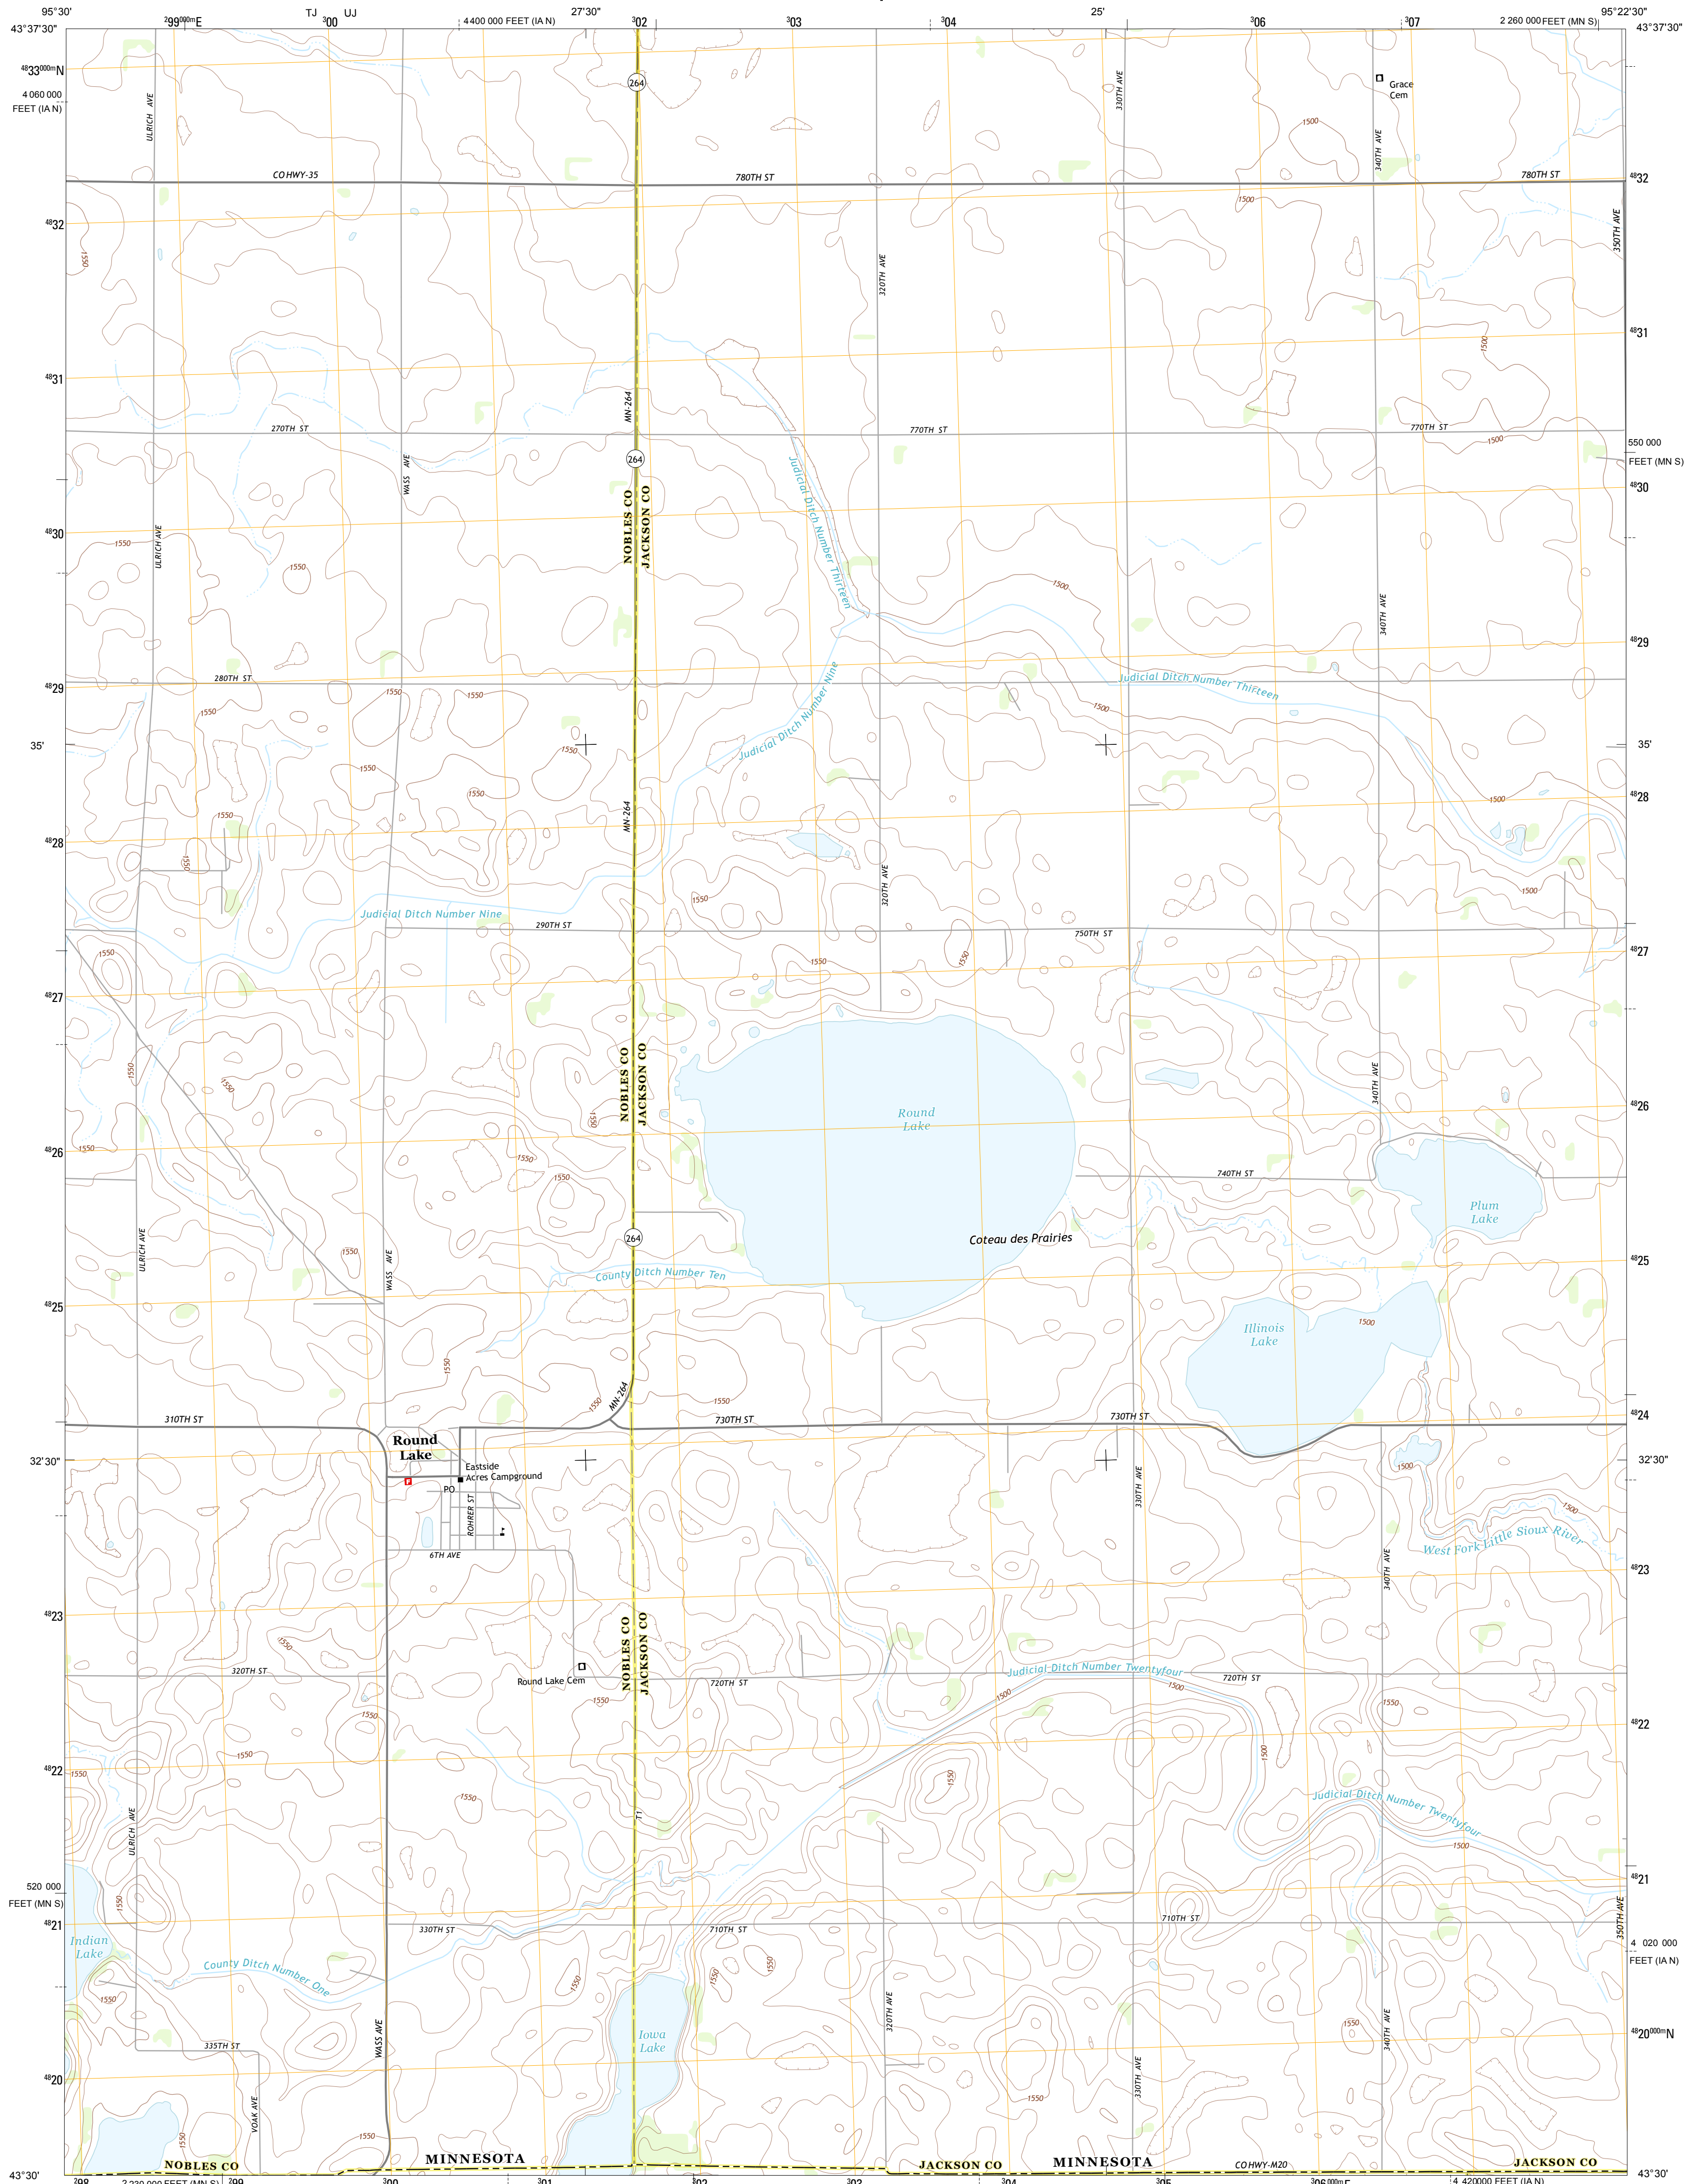 95°30'
²99⁰⁰⁰ᵐE
TJ
UJ
³00
4 400 000 FEET (IA N)
27'30"
³02
³03
³04
25'
³06
³07
2 260 000 FEET (MN S)
95°22'30"
43°37'30"
43°37'30"
⁴⁸33⁰⁰⁰ᵐN
4 060 000
FEET (IA N)
264
ULRICH AVE
330TH AVE
340TH AVE
Grace
Cem
1500
CO HWY-35
780TH ST
780TH ST
⁴⁸32
1500
350TH AVE
⁴⁸32
1550
320TH AVE
⁴⁸31
1500
⁴⁸31
MN-264
270TH ST
770TH ST
770TH ST
1500
550 000
FEET (MN S)
264
WASS AVE
Judicial Ditch Number Thirteen
⁴⁸30
NOBLES CO
JACKSON CO
ULRICH AVE
⁴⁸30
1550
1550
1500
340TH AVE
⁴⁸29
280TH ST
Judicial Ditch Number Nine
Judicial Ditch Number Thirteen
⁴⁸29
1550
1550
1550
1500
35'
1550
35'
1550
1550
1500
⁴⁸28
MN-264
1550
⁴⁸28
1550
320TH AVE
1550
1500
Judicial Ditch Number Nine
290TH ST
750TH ST
1550
1550
1550
⁴⁸27
⁴⁸27
NOBLES CO
JACKSON CO
1550
1550
1550
340TH AVE
Round
Lake
⁴⁸26
1550
1550
⁴⁸26
1550
740TH ST
Plum
Lake
264
Coteau des Prairies
ULRICH AVE
WASS AVE
1550
County Ditch Number Ten
⁴⁸25
⁴⁸25
Illinois
Lake
1500
1550
MN-264
1550
1550
310TH ST
730TH ST
730TH ST
⁴⁸24
Round
Lake
32'30"
Eastside
Acres Campground
PO
F
ROHRER ST
330TH AVE
1500
32'30"
1500
West Fork Little Sioux River
6TH AVE
340TH AVE
⁴⁸23
⁴⁸23
NOBLES CO
JACKSON CO
1550
320TH ST
Round Lake Cem
720TH ST
Judicial Ditch Number Twentyfour
720TH ST
1500
1500
1550
1550
1550
1550
⁴⁸22
1500
⁴⁸22
1550
1550
1550
T1
ULRICH AVE
Judicial Ditch Number Twentyfour
1500
520 000
FEET (MN S)
1550
⁴⁸21
⁴⁸21
330TH ST
710TH ST
710TH ST
350TH AVE
Indian
Lake
County Ditch Number One
1550
1550
1550
1550
4 020 000
FEET (IA N)
320TH AVE
1550
340TH AVE
⁴⁸20⁰⁰⁰ᵐN
335TH ST
WASS AVE
Iowa
Lake
⁴⁸20
330TH AVE
1550
VOAK AVE
1550
1550
1550
NOBLES CO
MINNESOTA
JACKSON CO
MINNESOTA
CO HWY-M20
JACKSON CO
43°30'
43°30'
²98
2 230 000 FEET (MN S)
²99
³00
³01
³02
³03
³04
³05
³06⁰⁰⁰ᵐE
4 420000 FEET (IA N)